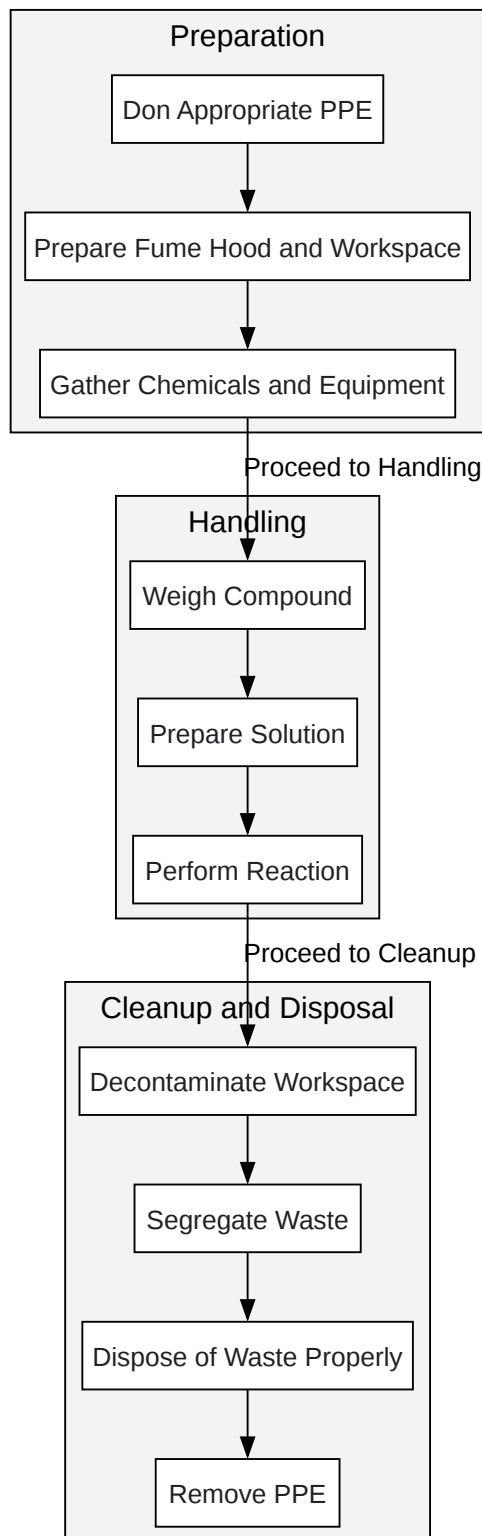 Preparation
Don Appropriate PPE
Prepare Fume Hood and Workspace
Gather Chemicals and Equipment
Proceed to Handling
Handling
Weigh Compound
Prepare Solution
Perform Reaction
Proceed to Cleanup
Cleanup and Disposal
Decontaminate Workspace
Segregate Waste
Dispose of Waste Properly
Remove PPE